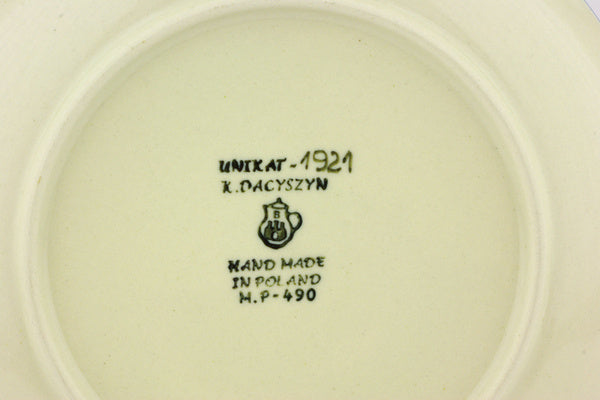 UNIKAT-1921
K. DACYSZYN
B
HAND MADE
IN POLAND
M.P-490